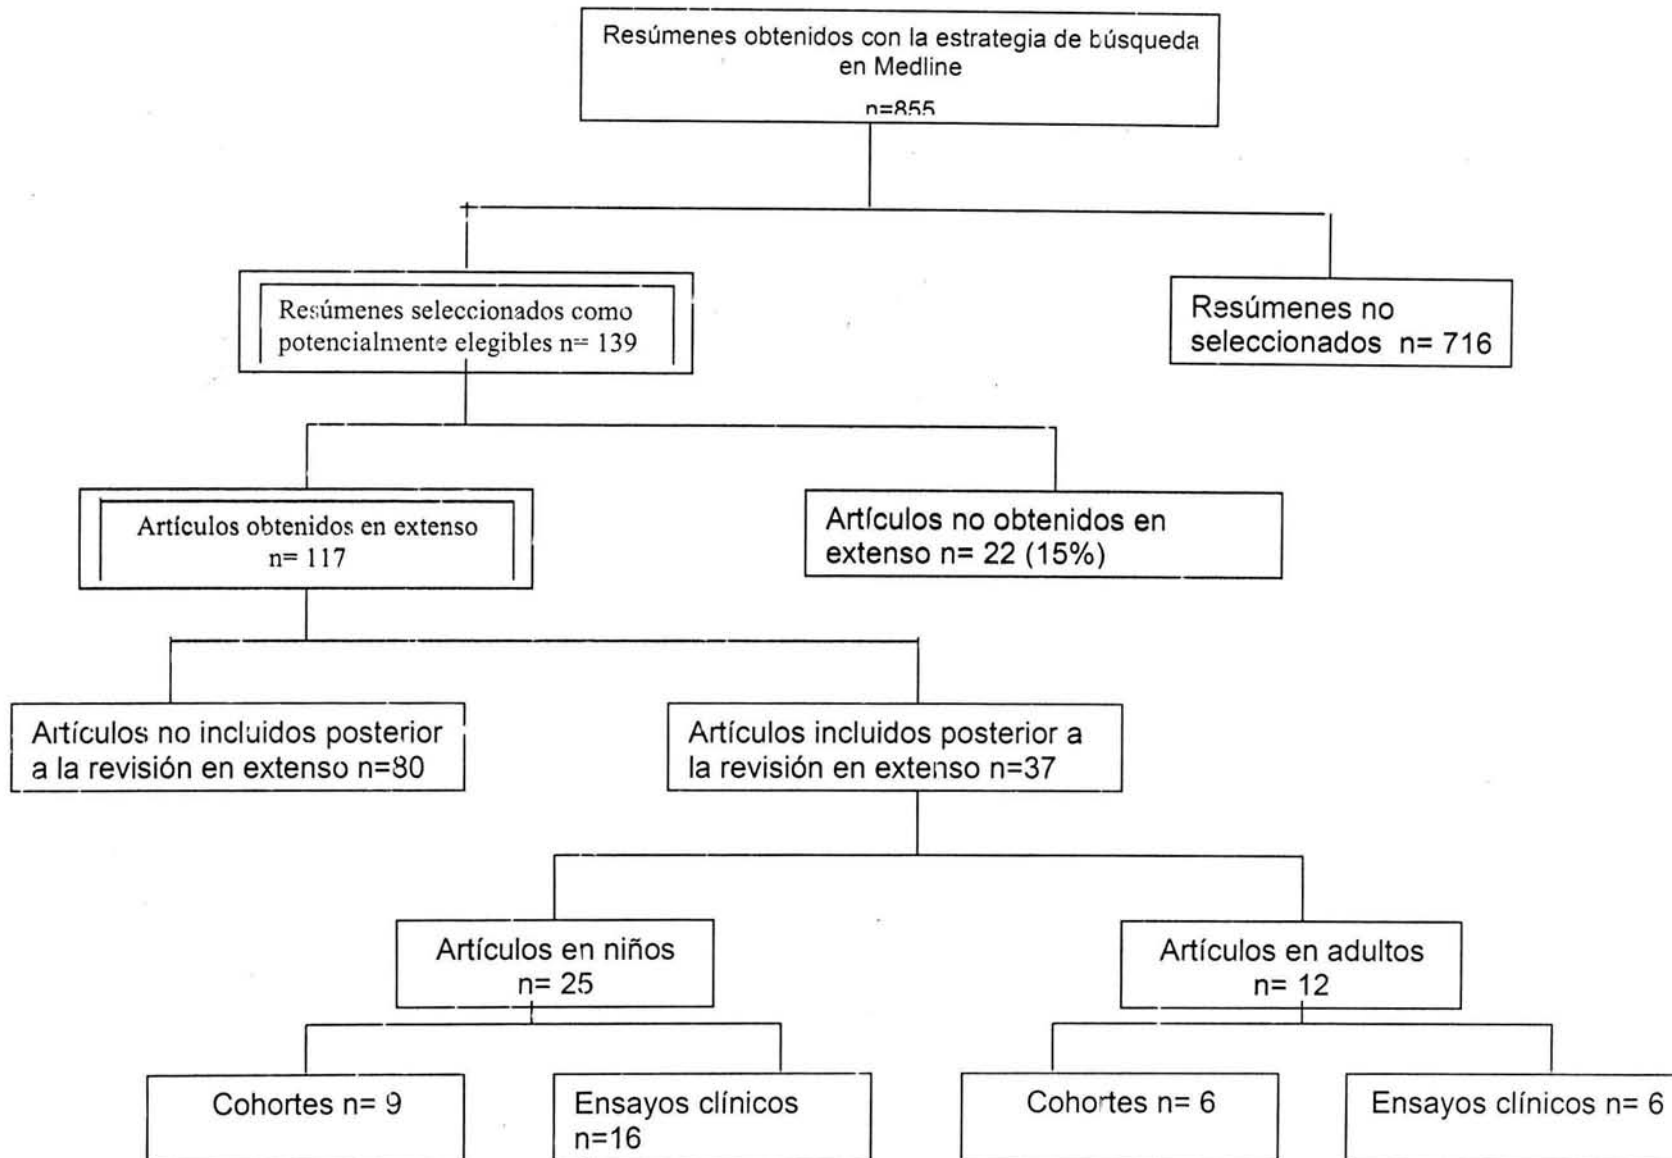 Resúmenes obtenidos con la estrategia de búsqueda
en Medline
n=855
Resúmenes seleccionados como
potencialmente elegibles n= 139
Resúmenes no
seleccionados n= 716
Artículos obtenidos en extenso
n= 117
Artículos no obtenidos en
extenso n= 22 (15%)
Artículos no incluidos posterior
a la revisión en extenso n=80
Artículos incluidos posterior a
la revisión en extenso n=37
Artículos en niños
n= 25
Artículos en adultos
n= 12
Cohortes n= 9
Ensayos clínicos
n=16
Cohortes n= 6
Ensayos clínicos n= 6